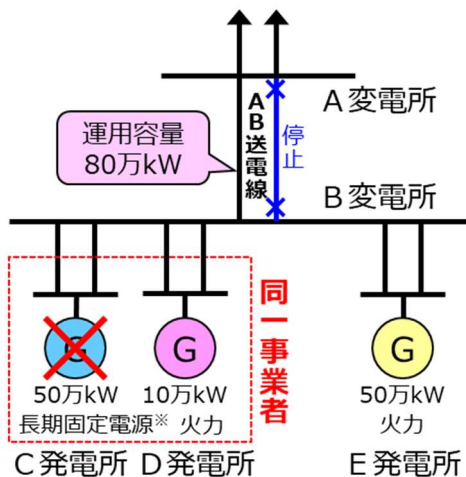 AB送電線
停止
A変電所
運用容量
80万kW
B変電所
同一事業者
G
G
G
50万kW
10万kW
50万kW
長期固定電源※
火力
火力
C発電所
D発電所
E発電所